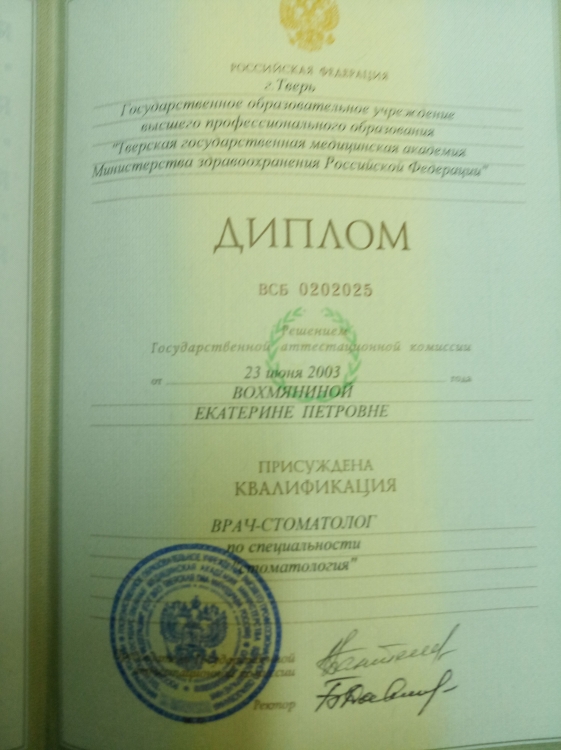 РОССИЙСКАЯ ФЕДЕРАЦИЯ
г.Тверь
Государственное образовательное учреждение
высшего профессионального образования
"Тверская государственная медицинская академия
Министерства здравоохранения Российской Федерации"
ДИПЛОМ
ВСБ 0202025
Решением
Государственной аттестационной комиссии
от 23 июня 2003 года
ВОХМЯНИНОЙ
ЕКАТЕРИНЕ ПЕТРОВНЕ
ПРИСУЖДЕНА
КВАЛИФИКАЦИЯ
ВРАЧ-СТОМАТОЛОГ
по специальности
стоматология"
Ректор